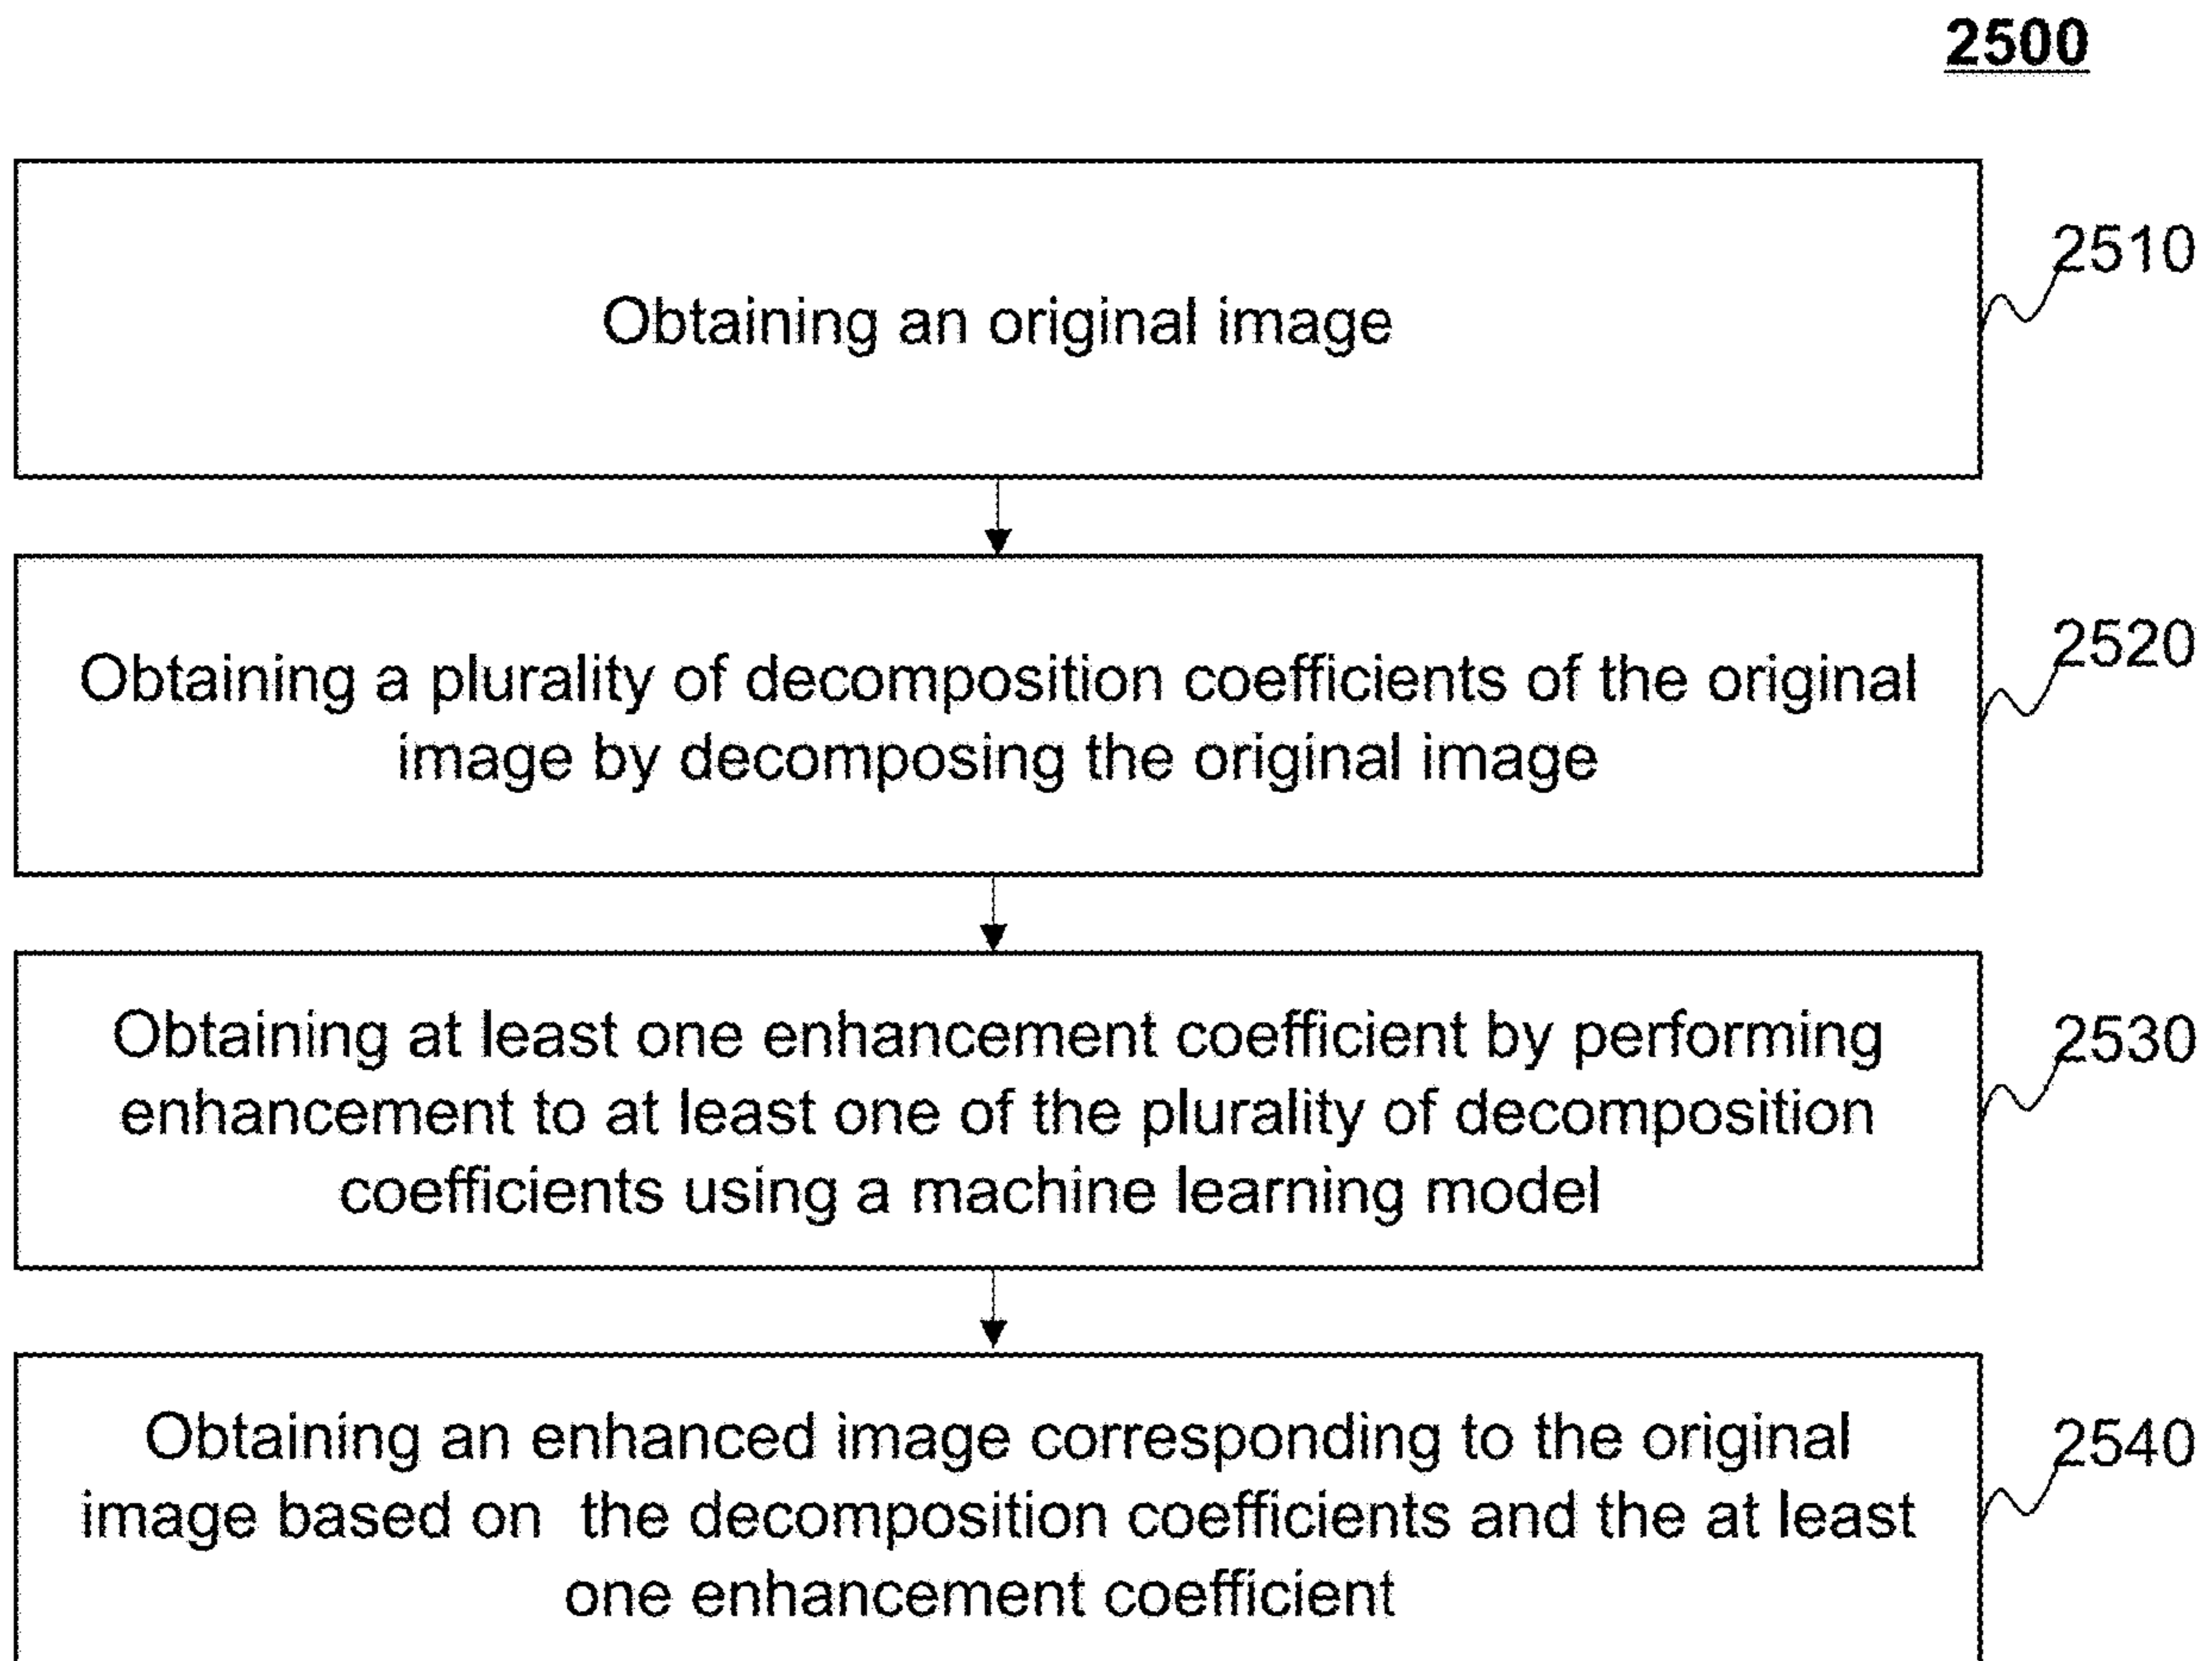 2500
Obtaining an original image
2510
Obtaining a plurality of decomposition coefficients of the original
image by decomposing the original image
2520
Obtaining at least one enhancement coefficient by performing
enhancement to at least one of the plurality of decomposition
coefficients using a machine learning model
2530
Obtaining an enhanced image corresponding to the original
image based on the decomposition coefficients and the at least
one enhancement coefficient
2540